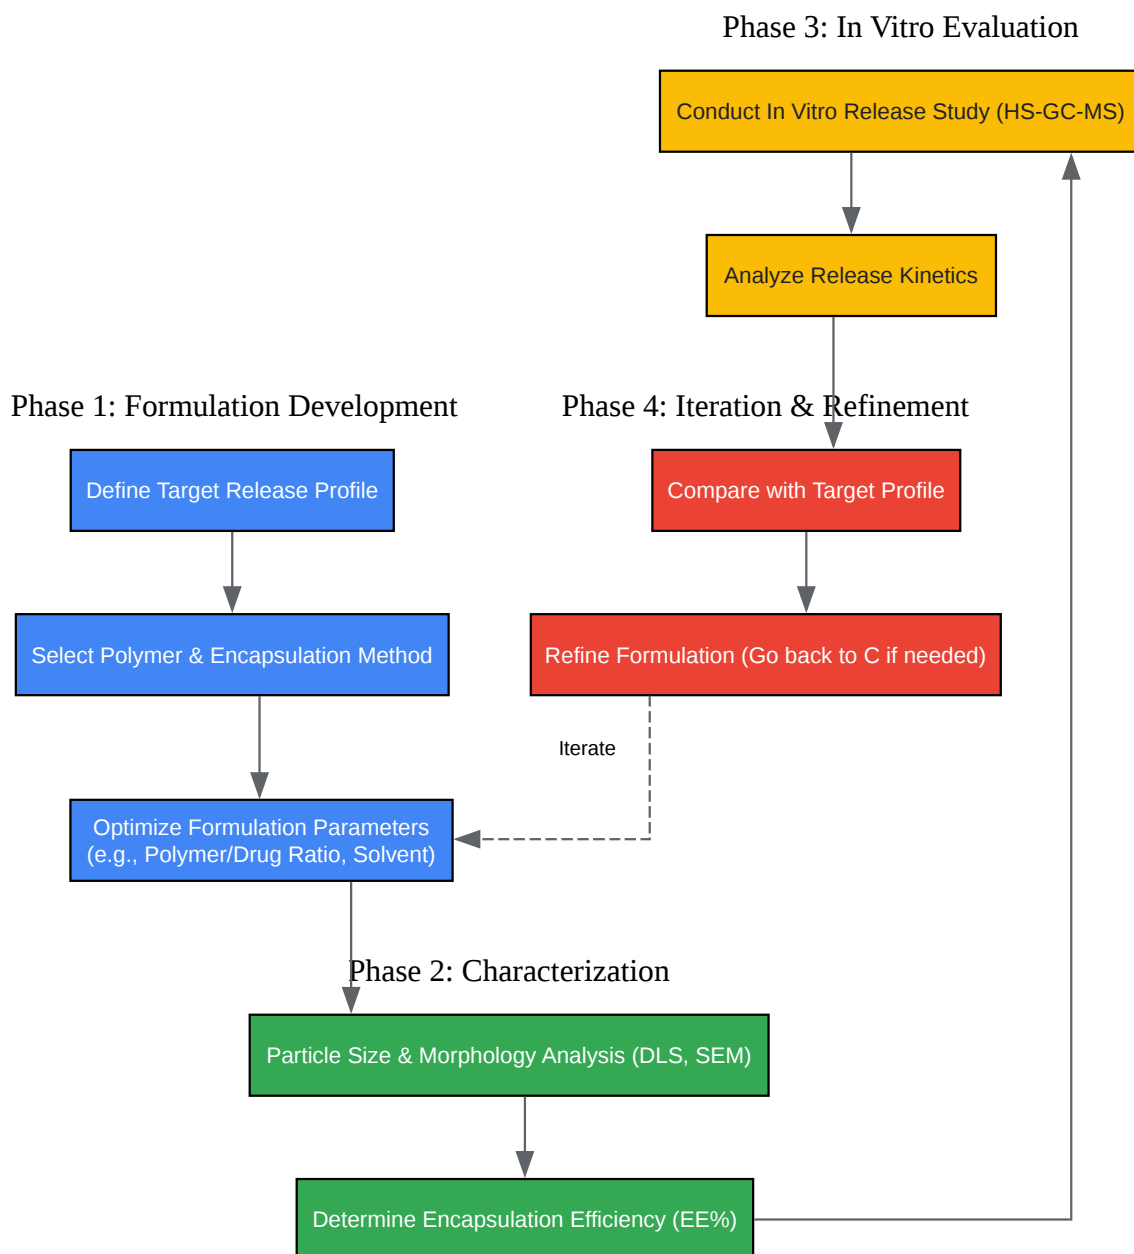 Phase 3: In Vitro Evaluation
Conduct In Vitro Release Study (HS-GC-MS)
Analyze Release Kinetics
Phase 1: Formulation Development
Define Target Release Profile
Select Polymer & Encapsulation Method
Optimize Formulation Parameters
(e.g., Polymer/Drug Ratio, Solvent)
Phase 4: Iteration & Refinement
Compare with Target Profile
Refine Formulation (Go back to C if needed)
Iterate
Phase 2: Characterization
Particle Size & Morphology Analysis (DLS, SEM)
Determine Encapsulation Efficiency (EE%)